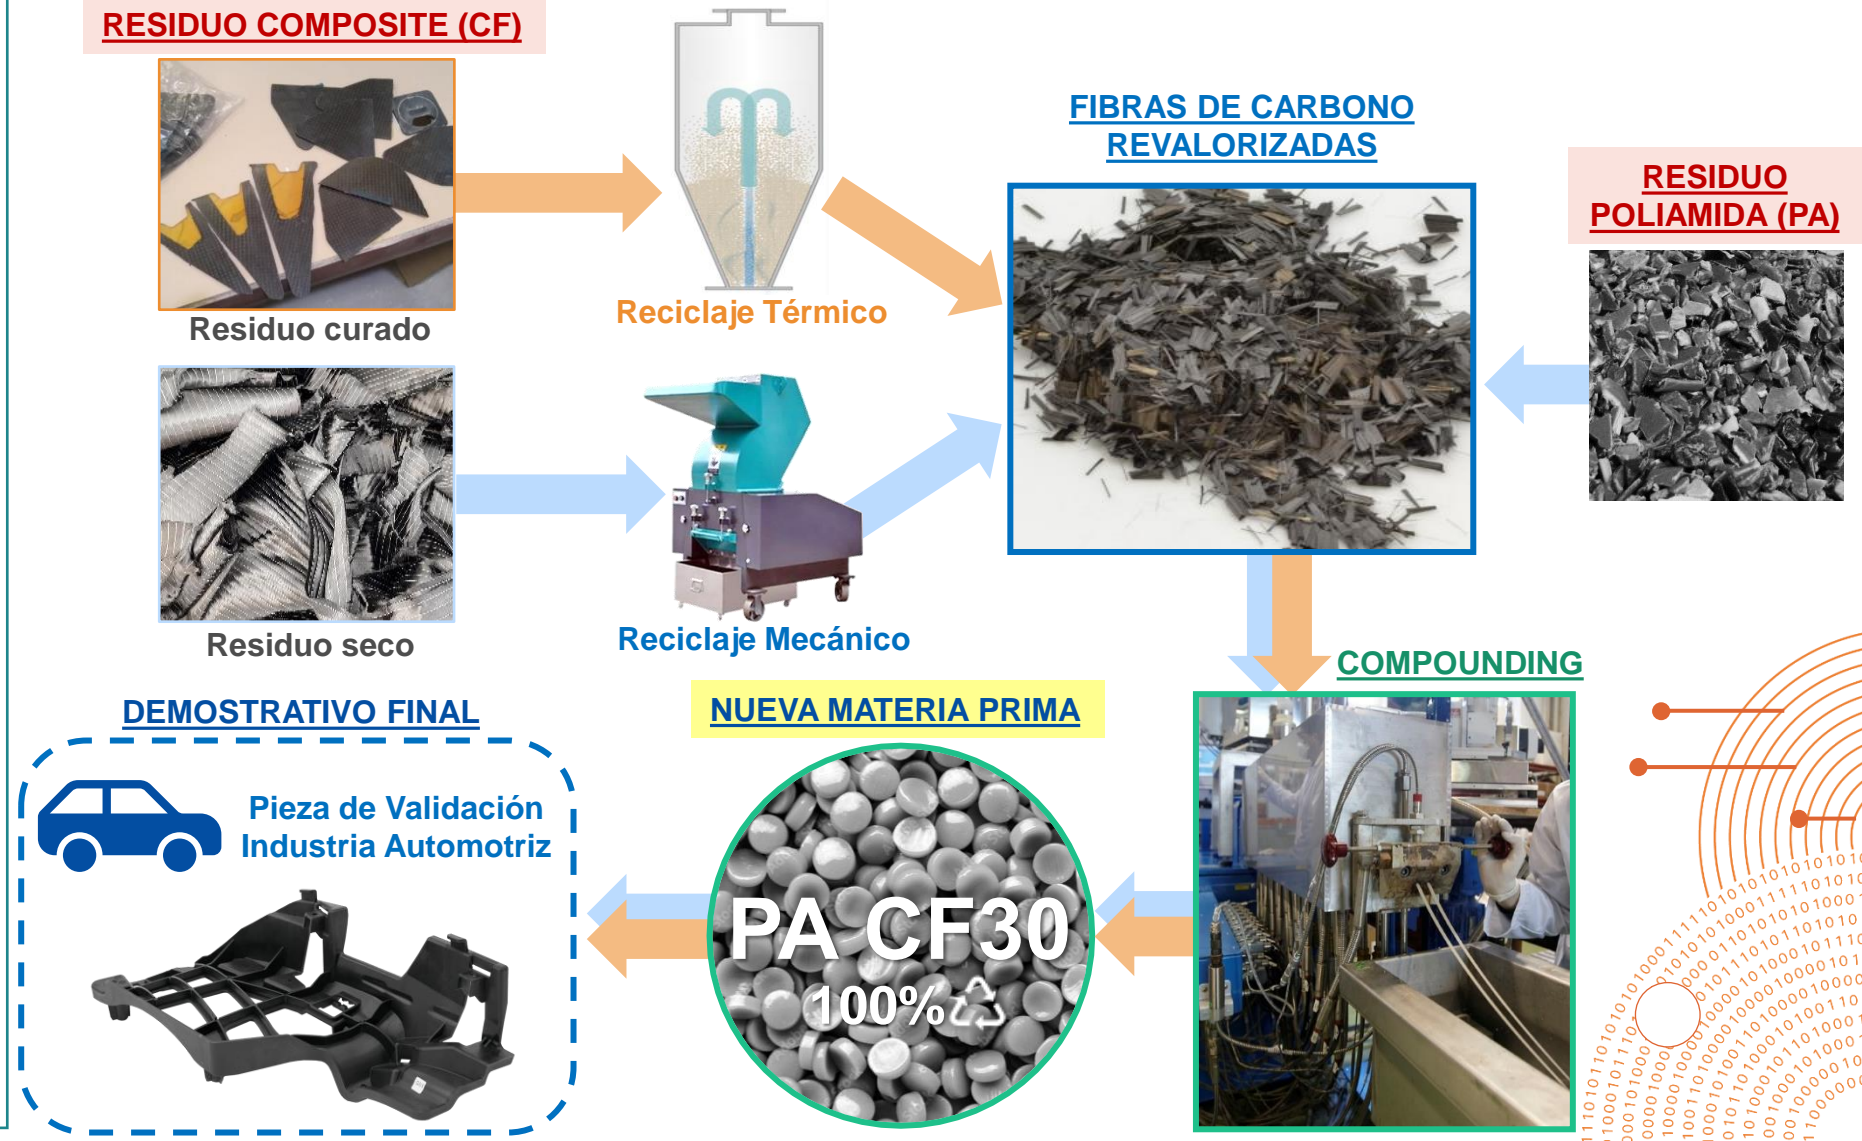 RESIDUO COMPOSITE (CF)
Residuo curado
Residuo seco
Reciclaje Térmico
Reciclaje Mecánico
FIBRAS DE CARBONO
REVALORIZADAS
RESIDUO
POLIAMIDA (PA)
COMPOUNDING
NUEVA MATERIA PRIMA
PA CF30
100%
DEMOSTRATIVO FINAL
Pieza de Validación
Industria Automotriz